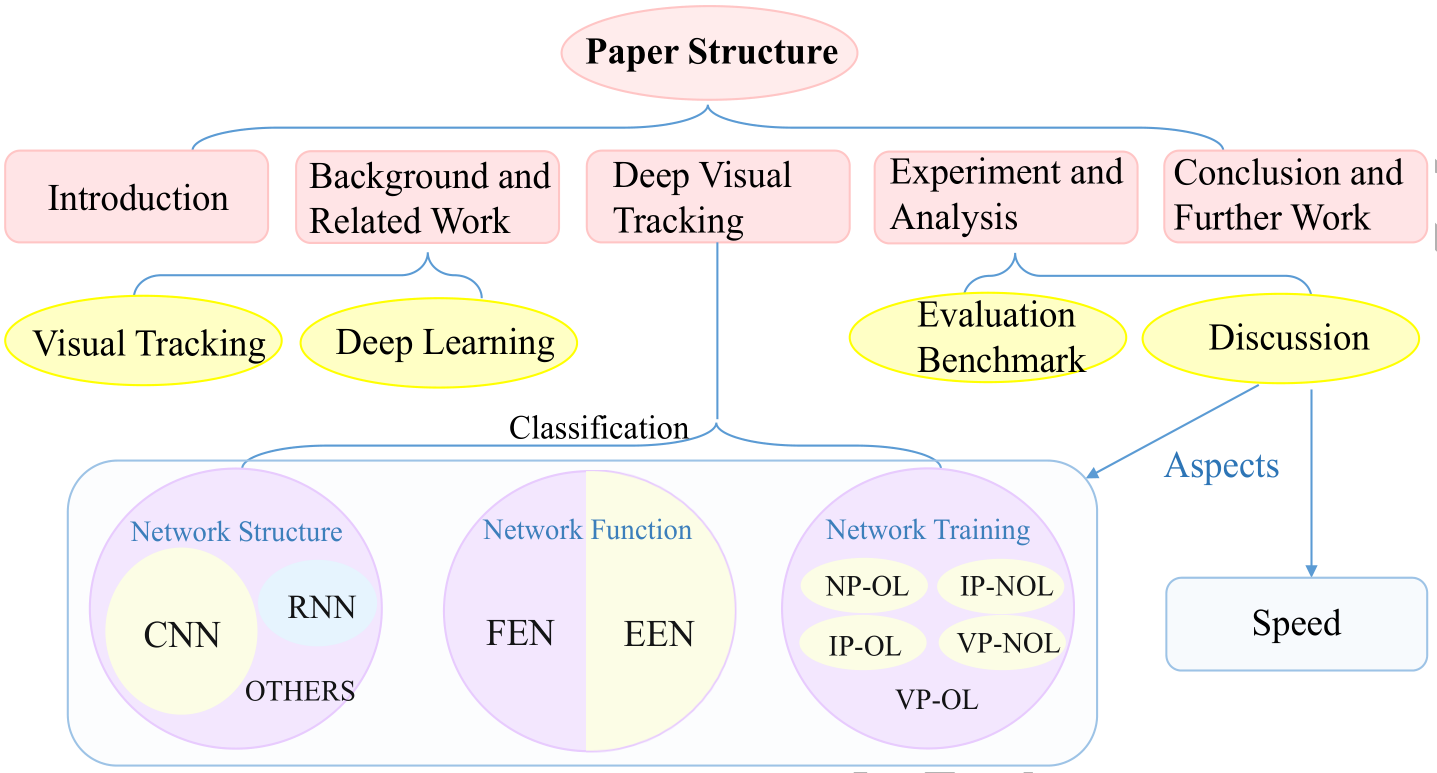 Paper Structure
Introduction
Background and
Related Work
Deep Visual
Tracking
Experiment and
Analysis
Conclusion and
Further Work
Visual Tracking
Deep Learning
Evaluation
Benchmark
Discussion
Classification
Aspects
Network Structure
CNN
RNN
OTHERS
Network Function
FEN
EEN
Network Training
NP-OL
IP-NOL
IP-OL
VP-NOL
VP-OL
Speed